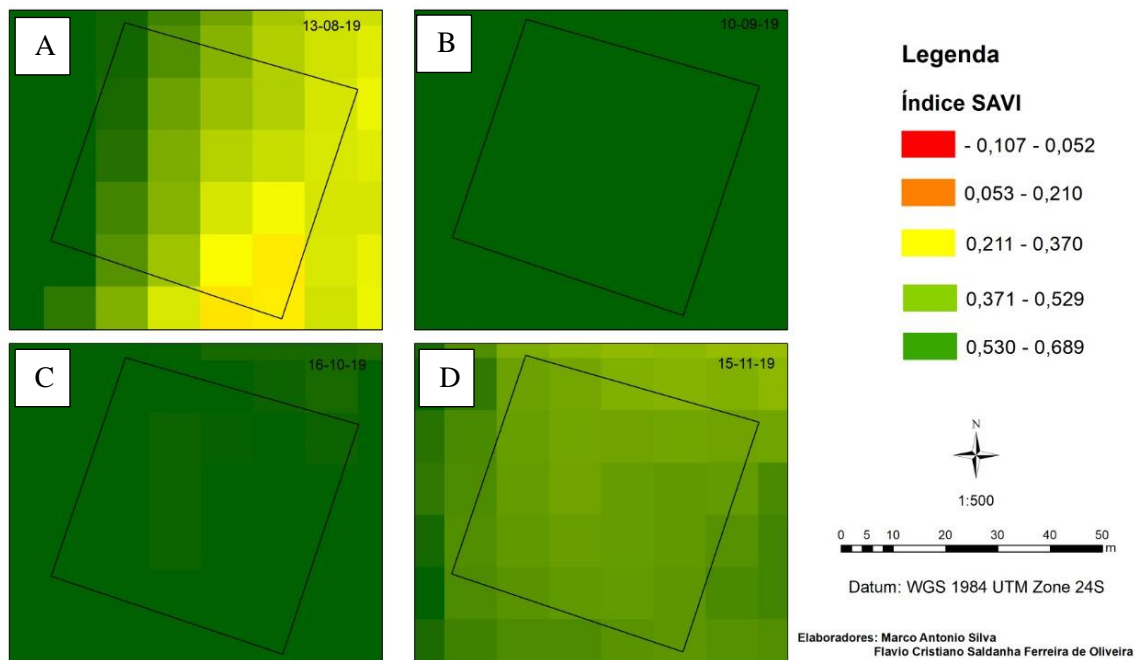 A
13-08-19
B
10-09-19
C
16-10-19
D
15-11-19
Legenda
Índice SAVI
- 0,107 - 0,052
0,053 - 0,210
0,211 - 0,370
0,371 - 0,529
0,530 - 0,689
N
1:500
0 5 10 20 30 40 50
m
Datum: WGS 1984 UTM Zone 24S
Elaboradores: Marco Antonio Silva
Flavio Cristiano Saldanha Ferreira de Oliveira